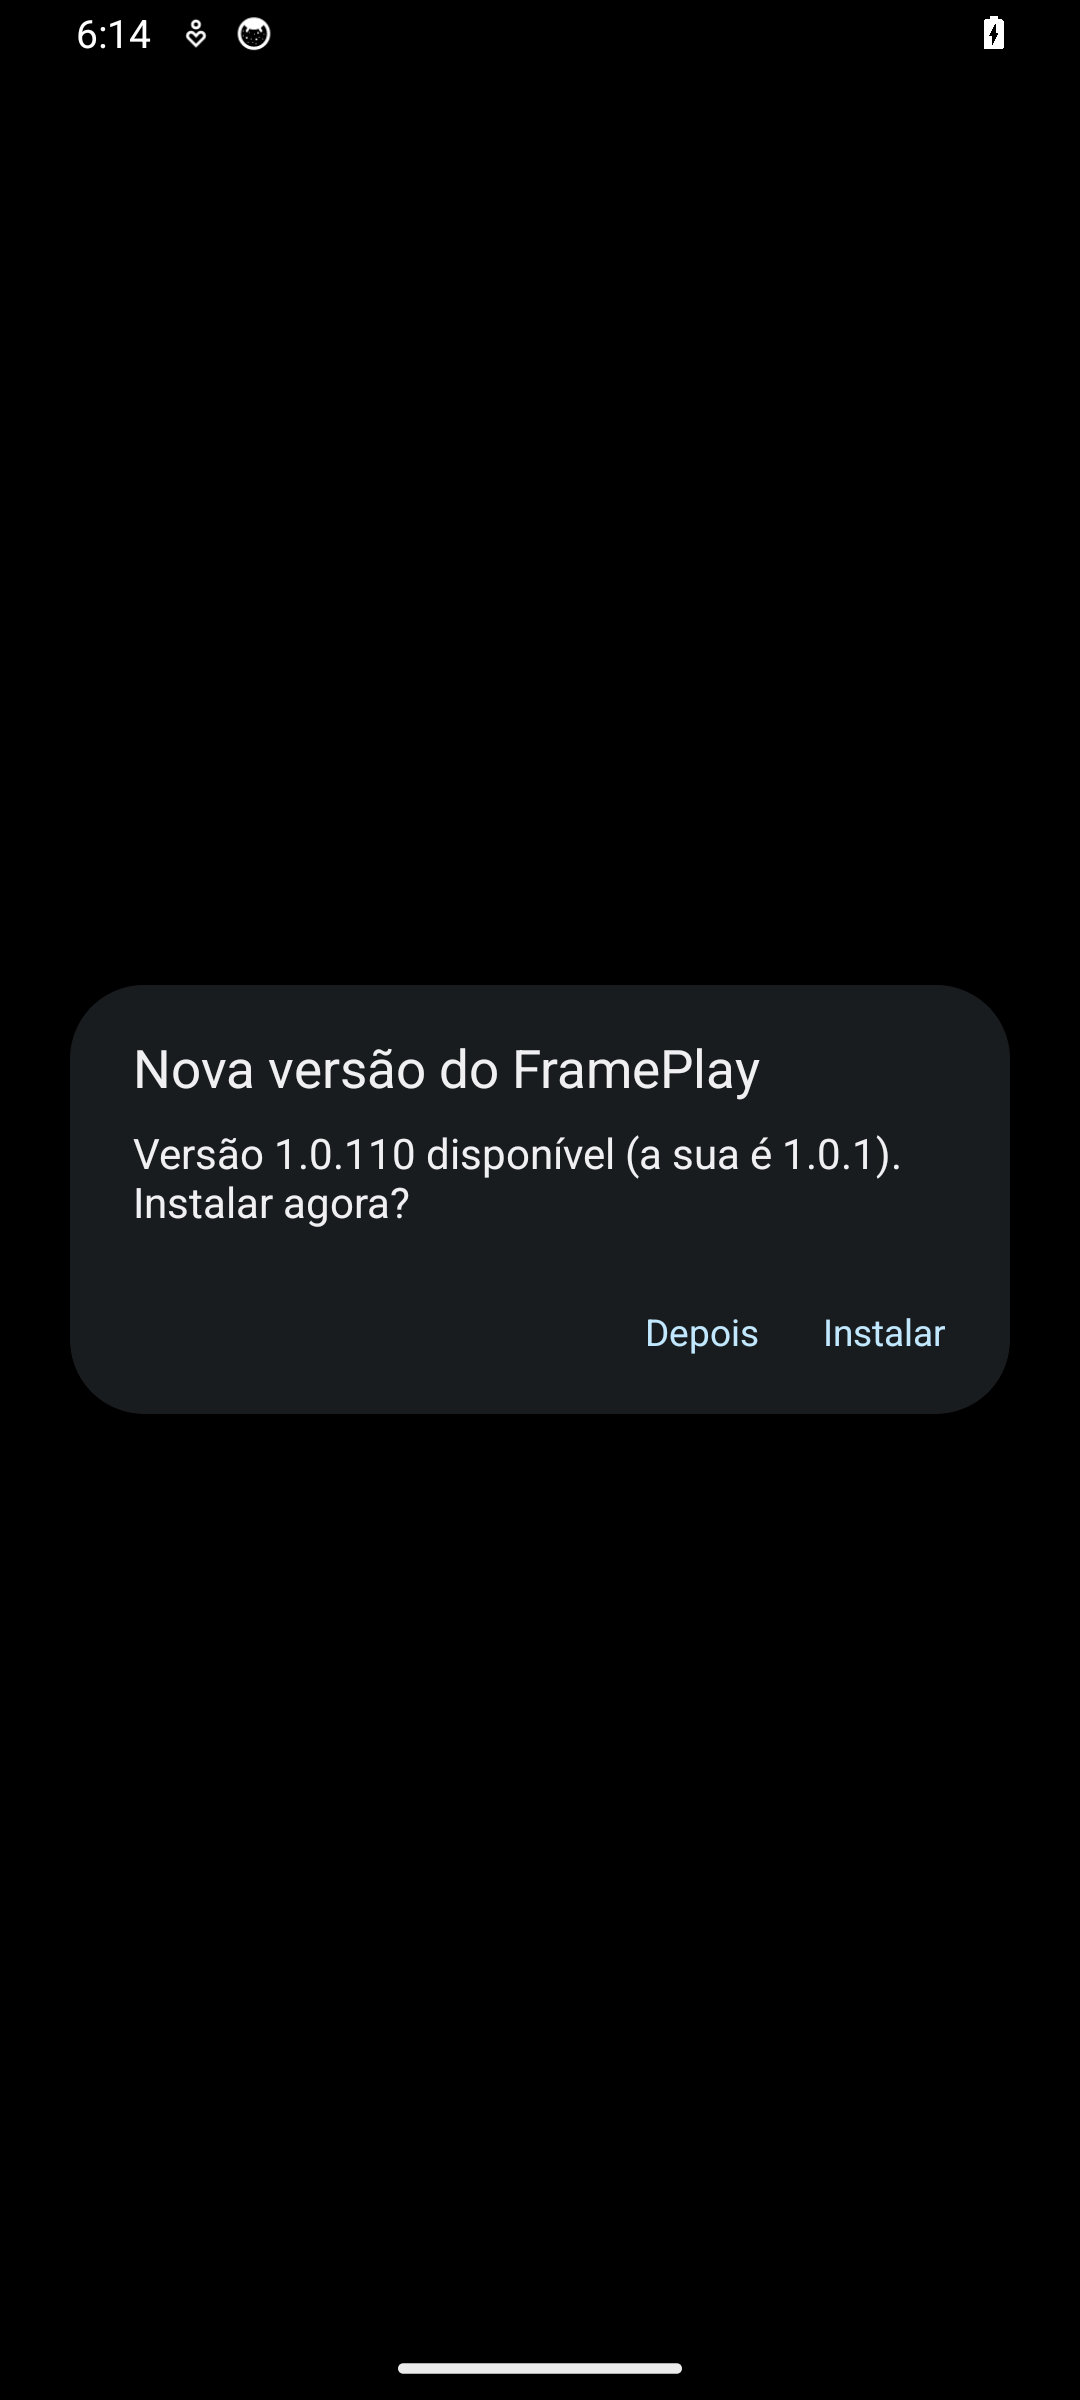 6:14
Nova versão do FramePlay
Versão 1.0.110 disponível (a sua é 1.0.1).
Instalar agora?
Depois Instalar